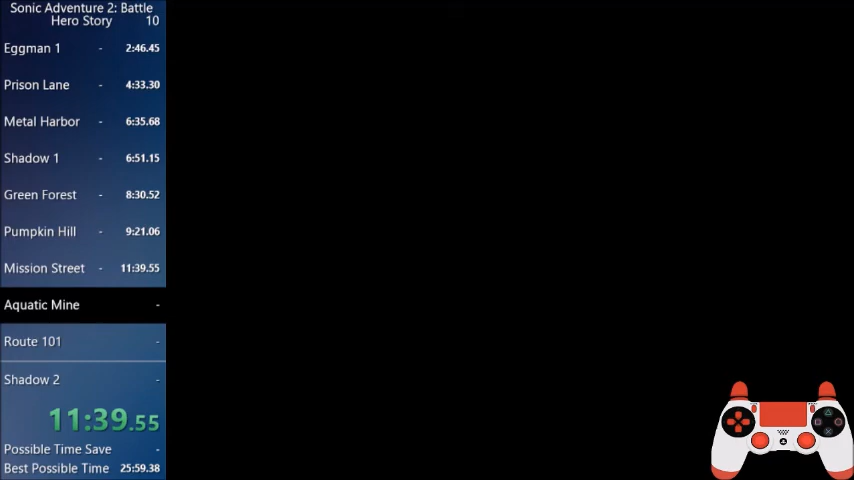 Sonic Adventure 2: Battle
Hero Story 10
Eggman 1 - 2:46.45
Prison Lane - 4:33.30
Metal Harbor - 6:35.68
Shadow 1 - 6:51.15
Green Forest - 8:30.52
Pumpkin Hill - 9:21.06
Mission Street - 11:39.55
Aquatic Mine -
Route 101 -
Shadow 2 -
11:39.55
Possible Time Save -
Best Possible Time 25:59.38